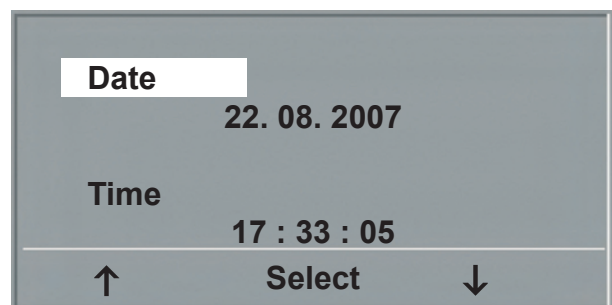 Date
22. 08. 2007
Time
17 : 33 : 05
↑ Select ↓